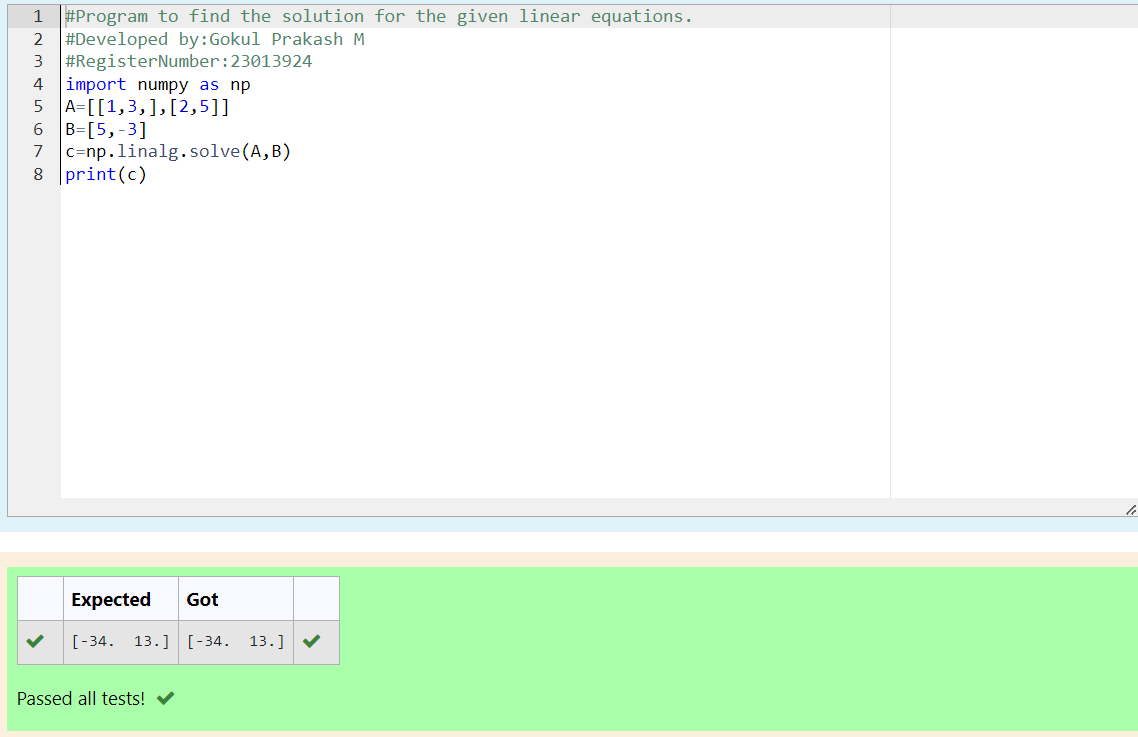 1 #Program to find the solution for the given linear equations.
2 #Developed by:Gokul Prakash M
3 #RegisterNumber:23013924
4 import numpy as np
5 A=[[1,3,],[2,5]]
6 B=[5,-3]
7 c=np.linalg.solve(A,B)
8 print(c)
Expected Got
[-34.  13.] [-34.  13.]
Passed all tests!